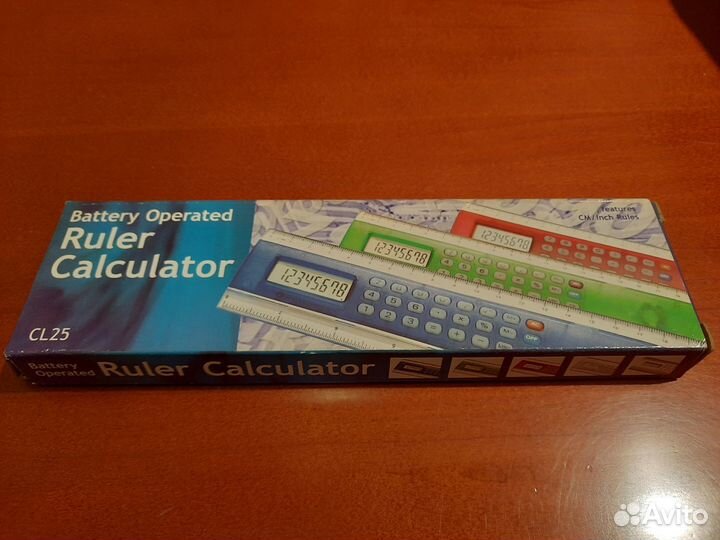 Battery Operated
Ruler
Calculator
CL25
features
CM/Inch Rules
12345678
12345678
12345678
Battery
Operated
Ruler Calculator
Avito